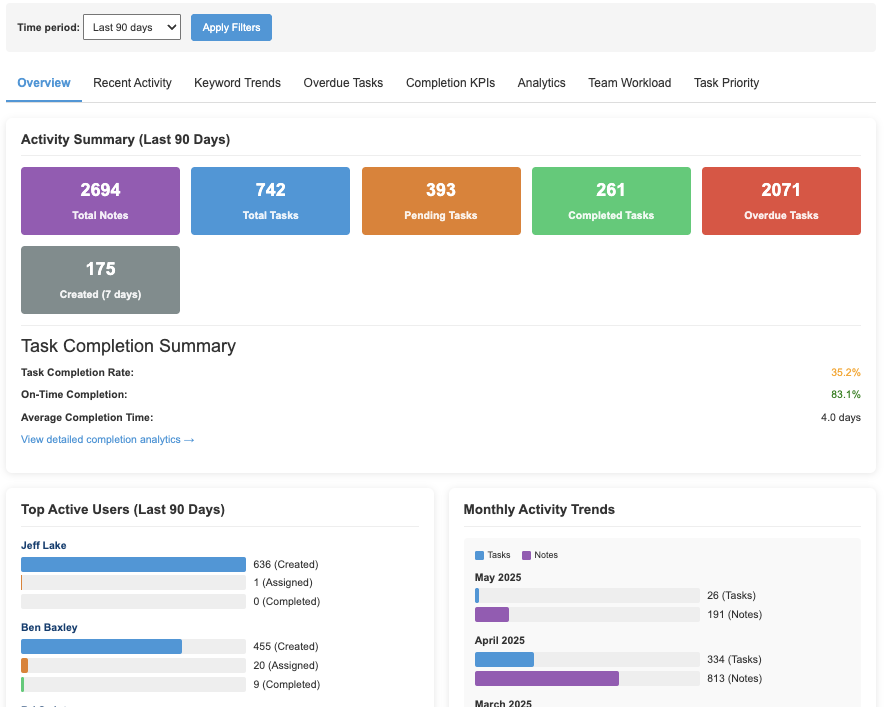 Time period: Last 90 days Apply Filters
Overview Recent Activity Keyword Trends Overdue Tasks Completion KPIs Analytics Team Workload Task Priority
Activity Summary (Last 90 Days)
2694
Total Notes
742
Total Tasks
393
Pending Tasks
261
Completed Tasks
2071
Overdue Tasks
175
Created (7 days)
Task Completion Summary
Task Completion Rate: 35.2%
On-Time Completion: 83.1%
Average Completion Time: 4.0 days
View detailed completion analytics →
Top Active Users (Last 90 Days)
Jeff Lake
636 (Created)
1 (Assigned)
0 (Completed)
Ben Baxley
455 (Created)
20 (Assigned)
9 (Completed)
Monthly Activity Trends
Tasks Notes
May 2025
26 (Tasks)
191 (Notes)
April 2025
334 (Tasks)
813 (Notes)
March 2025